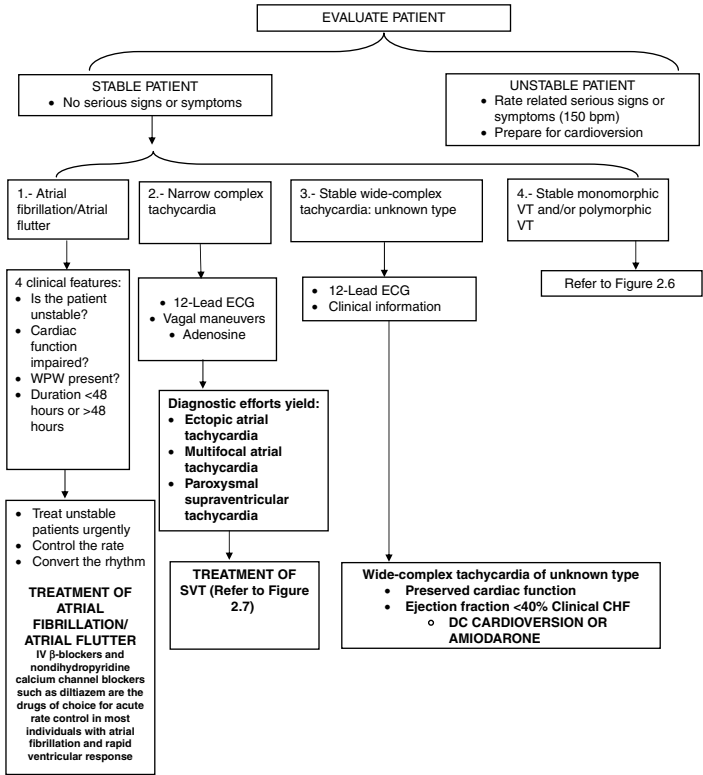 EVALUATE PATIENT
STABLE PATIENT
• No serious signs or symptoms
UNSTABLE PATIENT
• Rate related serious signs or
symptoms (150 bpm)
• Prepare for cardioversion
1.- Atrial
fibrillation/Atrial
flutter
2.- Narrow complex
tachycardia
3.- Stable wide-complex
tachycardia: unknown type
4.- Stable monomorphic
VT and/or polymorphic
VT
4 clinical features:
• Is the patient
unstable?
• Cardiac
function
impaired?
• WPW present?
• Duration <48
hours or >48
hours
• 12-Lead ECG
• Vagal maneuvers
• Adenosine
• 12-Lead ECG
• Clinical information
Refer to Figure 2.6
Diagnostic efforts yield:
• Ectopic atrial
tachycardia
• Multifocal atrial
tachycardia
• Paroxysmal
supraventricular
tachycardia
• Treat unstable
patients urgently
• Control the rate
• Convert the rhythm
TREATMENT OF
ATRIAL
FIBRILLATION/
ATRIAL FLUTTER
IV β-blockers and
nondihydropyridine
calcium channel blockers
such as diltiazem are the
drugs of choice for acute
rate control in most
individuals with atrial
fibrillation and rapid
ventricular response
TREATMENT OF
SVT (Refer to Figure
2.7)
Wide-complex tachycardia of unknown type
• Preserved cardiac function
• Ejection fraction <40% Clinical CHF
o DC CARDIOVERSION OR
AMIODARONE